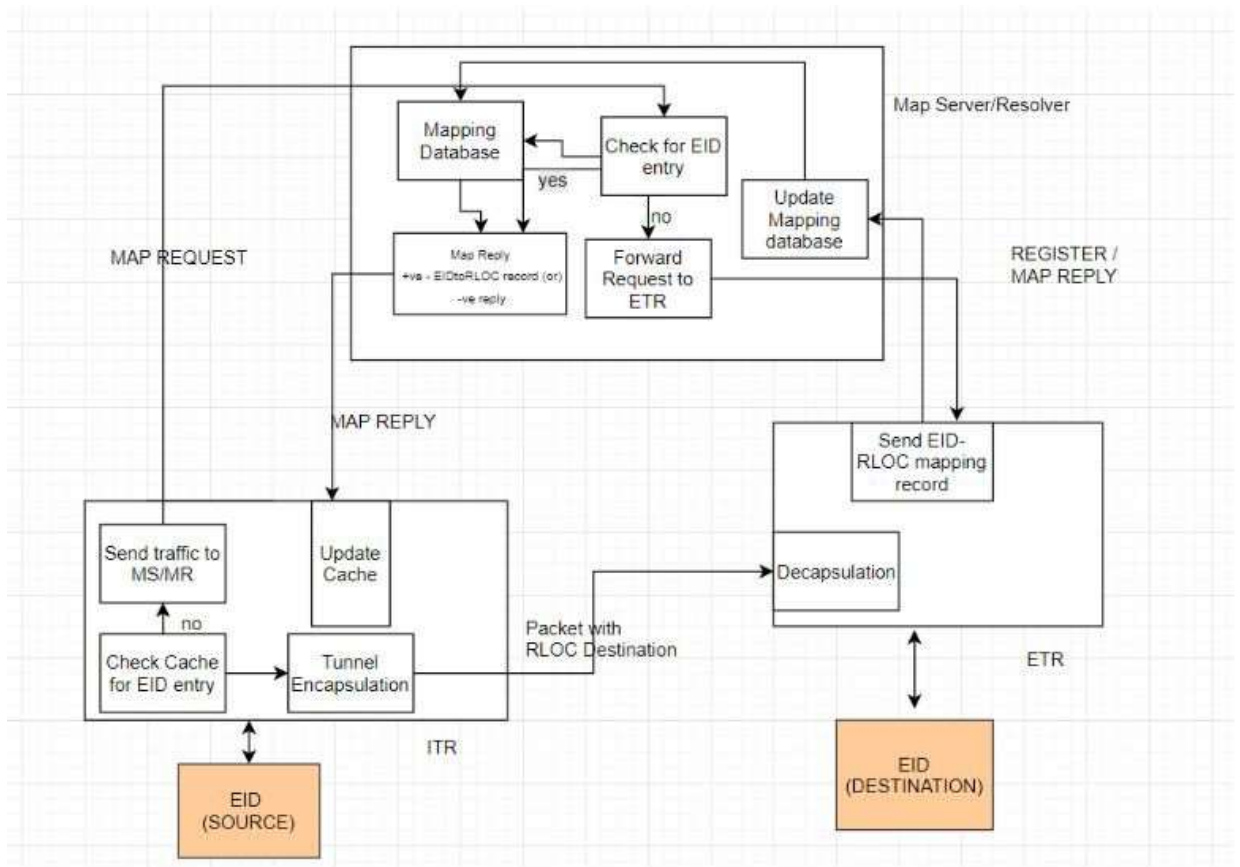 Map Server/Resolver
Mapping
Database
Check for EID
entry
yes
no
Update
Mapping
database
MAP REQUEST
Map Reply
+ve - EIDtoRLOC record (or)
-ve reply
Forward
Request to
ETR
REGISTER /
MAP REPLY
MAP REPLY
Send EID-
RLOC mapping
record
Send traffic to
MS/MR
Update
Cache
Decapsulation
no
Check Cache
for EID entry
Tunnel
Encapsulation
Packet with
RLOC Destination
ITR
ETR
EID
(SOURCE)
EID
(DESTINATION)